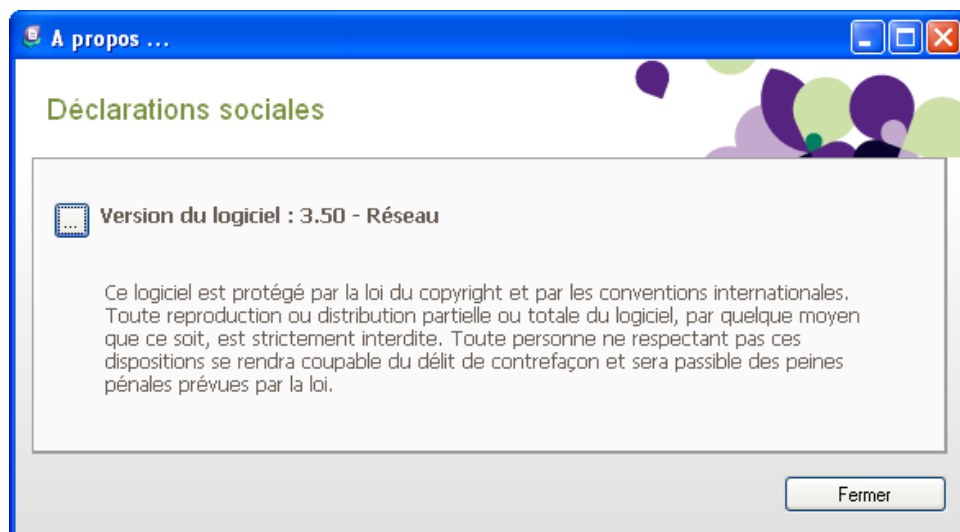 A propos ...
Déclarations sociales
... Version du logiciel : 3.50 - Réseau
Ce logiciel est protégé par la loi du copyright et par les conventions internationales.
Toute reproduction ou distribution partielle ou totale du logiciel, par quelque moyen
que ce soit, est strictement interdite. Toute personne ne respectant pas ces
dispositions se rendra coupable du délit de contrefaçon et sera passible des peines
pénales prévues par la loi.
Fermer